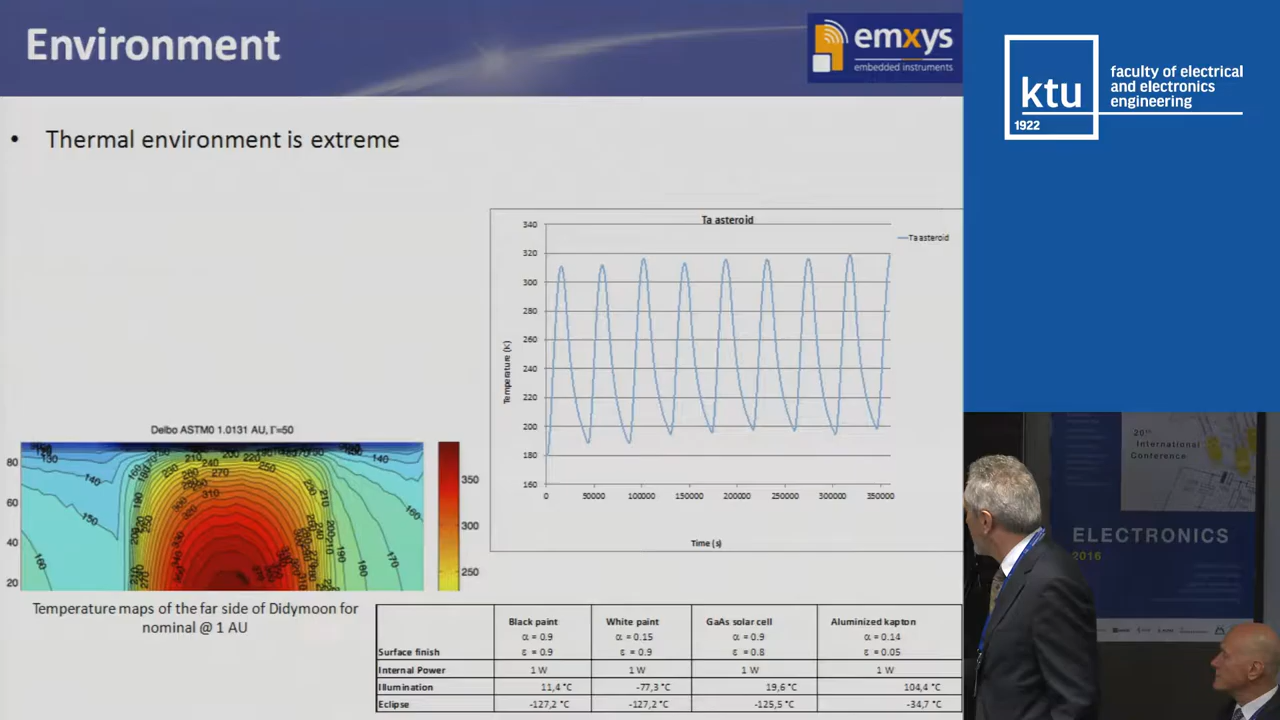 Environment
emxys
embedded instruments
• Thermal environment is extreme
Ta asteroid
Ta asteroid
Temperature (K)
340
320
300
280
260
240
220
200
180
160
0 50000 100000 150000 200000 250000 300000 350000
Time (s)
Delbo ASTM0 1.0131 AU, Γ=50
80
60
40
20
350
300
250
Temperature maps of the far side of Didymoon for
nominal @ 1 AU
Surface finish
Black paint
α = 0.9
ε = 0.9
White paint
α = 0.15
ε = 0.9
GaAs solar cell
α = 0.9
ε = 0.8
Aluminized kapton
α = 0.14
ε = 0.05
Internal Power 1 W 1 W 1 W 1 W
Illumination 11,4 °C -77,3 °C 19,6 °C 104,4 °C
Eclipse -127,2 °C -127,2 °C -125,5 °C -34,7 °C
ktu
1922
faculty of electrical
and electronics
engineering
20th
International
Conference
ELECTRONICS
2016